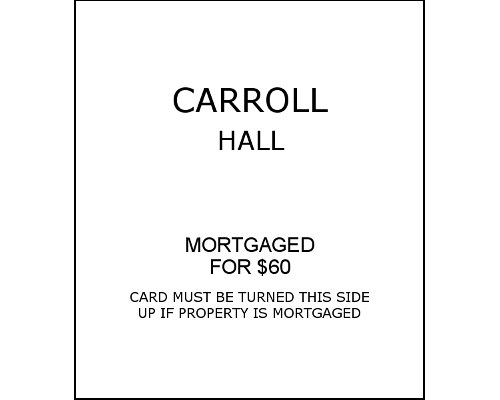 CARROLL
HALL
MORTGAGED
FOR $60
CARD MUST BE TURNED THIS SIDE
UP IF PROPERTY IS MORTGAGED